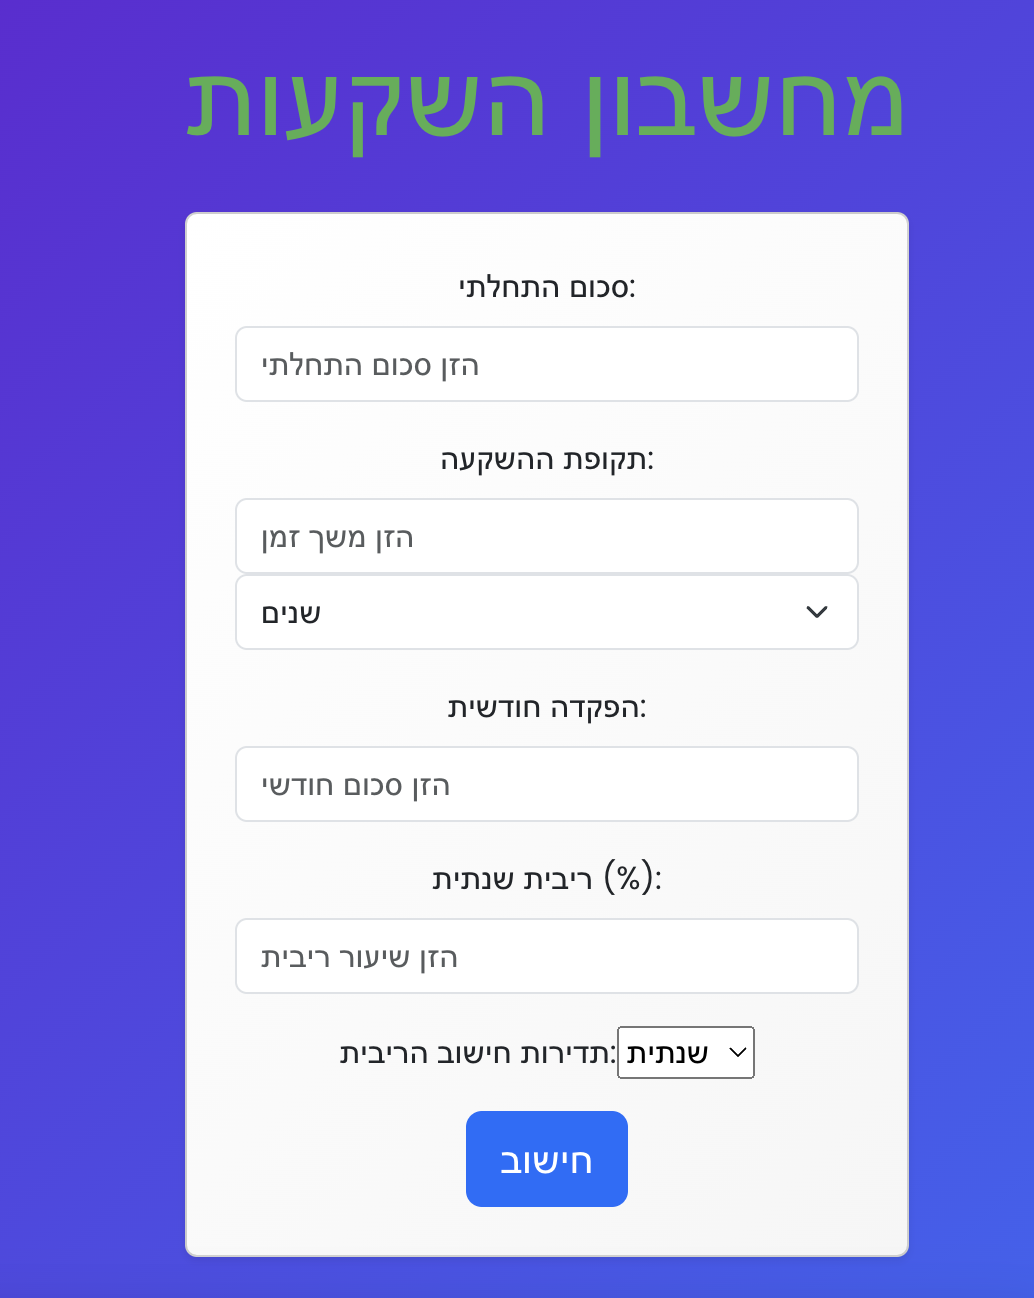 מחשבון השקעות
סכום התחלתי:
הזן סכום התחלתי
תקופת ההשקעה:
הזן משך זמן
שנים
הפקדה חודשית:
הזן סכום חודשי
ריבית שנתית (%):
הזן שיעור ריבית
תדירות חישוב הריבית: שנתית
חישוב